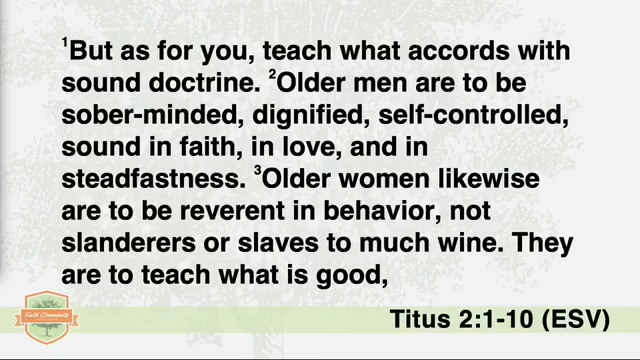 ¹But as for you, teach what accords with
sound doctrine. ²Older men are to be
sober-minded, dignified, self-controlled,
sound in faith, in love, and in
steadfastness. ³Older women likewise
are to be reverent in behavior, not
slanderers or slaves to much wine. They
are to teach what is good,
Titus 2:1-10 (ESV)
Faith Community